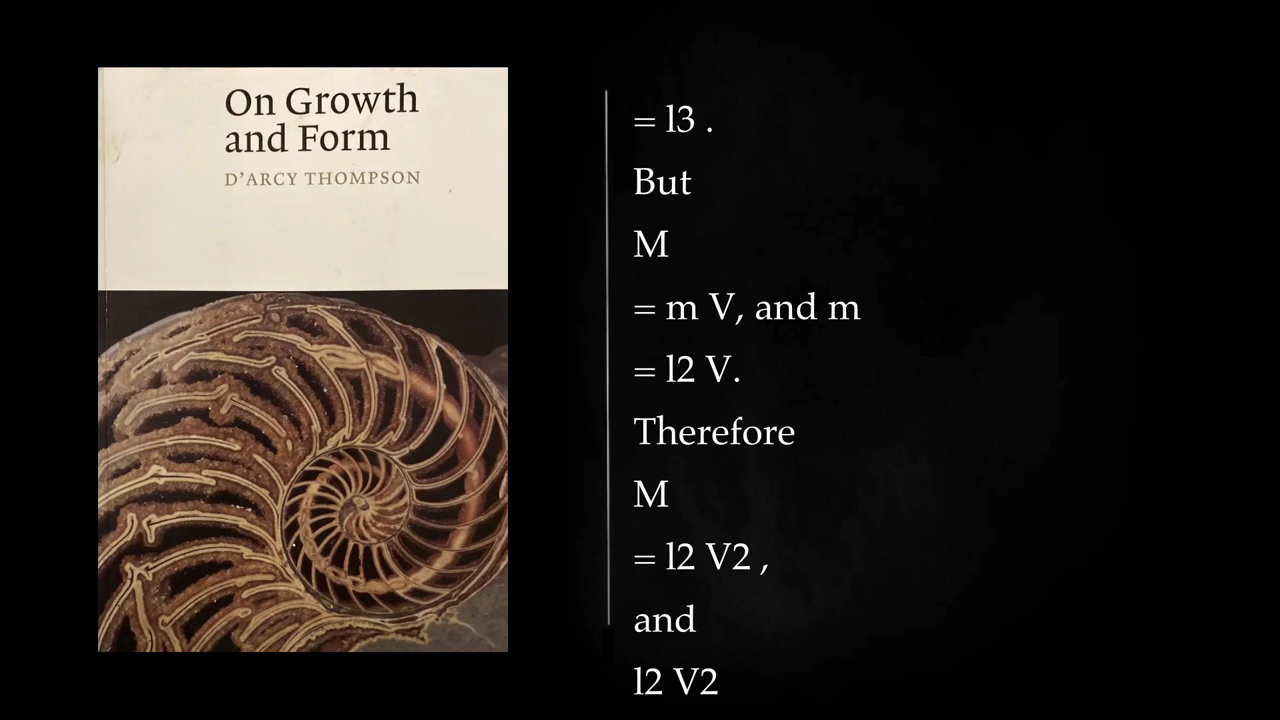 On Growth
and Form
D'ARCY THOMPSON
= l3 .
But
M
= m V, and m
= l2 V.
Therefore
M
= l2 V2 ,
and
l2 V2